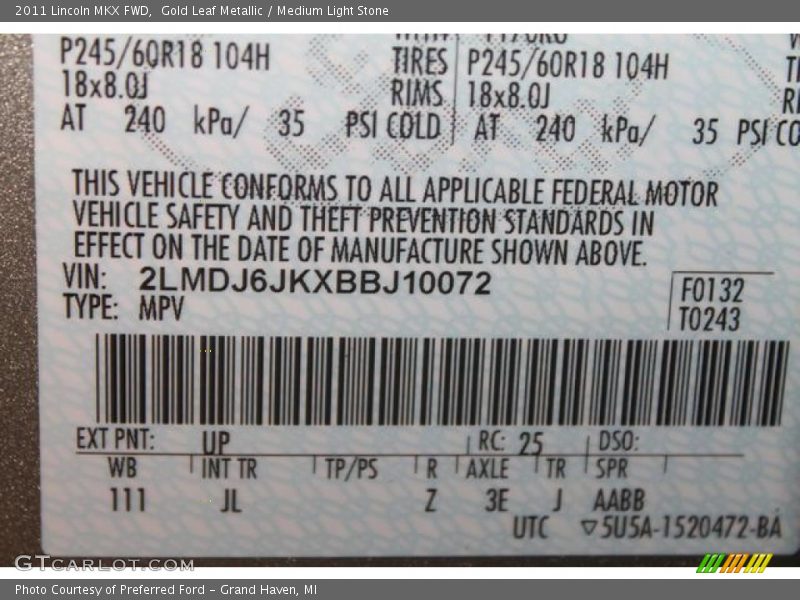 2011 Lincoln MKX FWD,  Gold Leaf Metallic / Medium Light Stone
P245/60R18 104H TIRES P245/60R18 104H
18x8.0J RIMS 18x8.0J
AT 240 kPa/ 35 PSI COLD AT 240 kPa/ 35 PSI CO
THIS VEHICLE CONFORMS TO ALL APPLICABLE FEDERAL MOTOR
VEHICLE SAFETY AND THEFT PREVENTION STANDARDS IN
EFFECT ON THE DATE OF MANUFACTURE SHOWN ABOVE.
VIN: 2LMDJ6JKXBBJ10072
F0132
TYPE: MPV
T0243
EXT PNT: UP RC: 25 DSO:
WB INT TR TP/PS R AXLE TR SPR
111 JL Z 3E J AABB
UTC ▽5U5A-1520472-BA
GTCarLot.com
Photo Courtesy of Preferred Ford – Grand Haven, MI